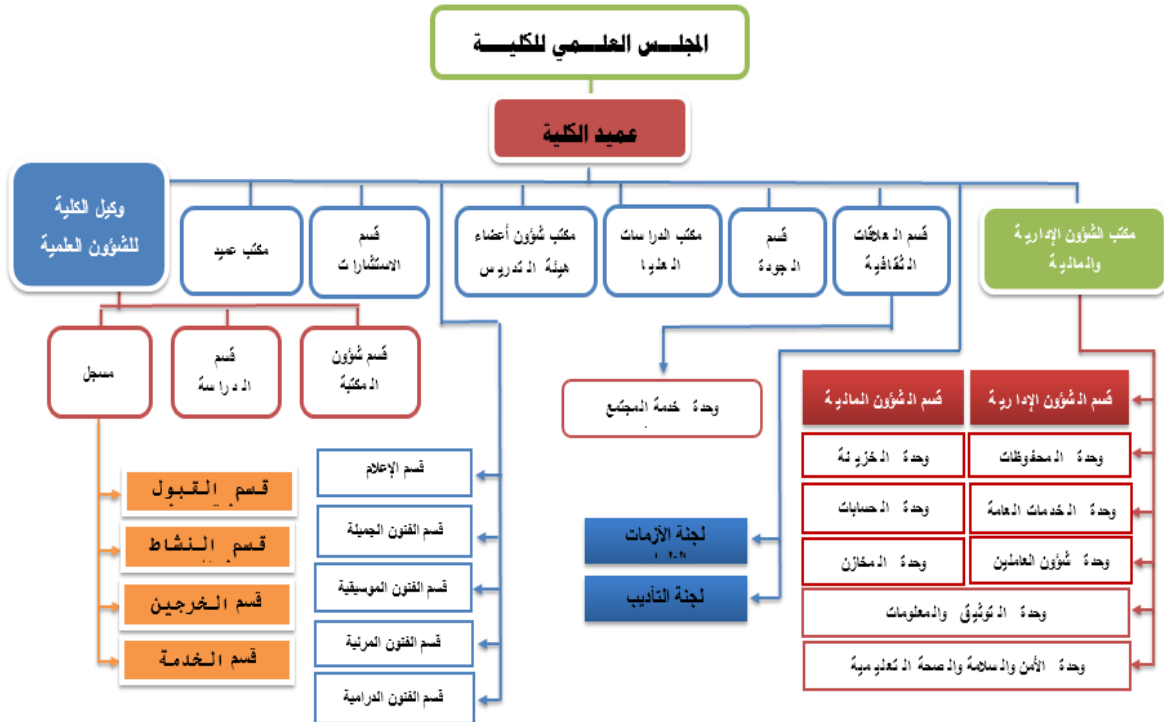 المجلس العلمي للكلية
عميد الكلية
مكتب الشؤون الإدارية
والمالية
قسم العلاقات
الثقافية
قسم
الجودة
مكتب الدراسات
العليا
مكتب شؤون أعضاء
هيئة التدريس
قسم
الاستشارات
مكتب عميد
وكيل الكلية
للشؤون العلمية
قسم شؤون
المكتبة
قسم
الدراسة
مسجل
قسم القبول
قسم النشاط
قسم الخرجين
قسم الخدمة
قسم الإعلام
قسم الفنون الجميلة
قسم الفنون الموسيقية
قسم الفنون المرئية
قسم الفنون الدرامية
وحدة خدمة المجتمع
لجنة الأزمات
لجنة التأديب
قسم الشؤون الإدارية
قسم الشؤون المالية
وحدة المحفوظات
وحدة الخزينة
وحدة الخدمات العامة
وحدة الحسابات
وحدة شؤون العاملين
وحدة المخازن
وحدة التوثيق والمعلومات
وحدة الأمن والسلامة والصحة التعليمية